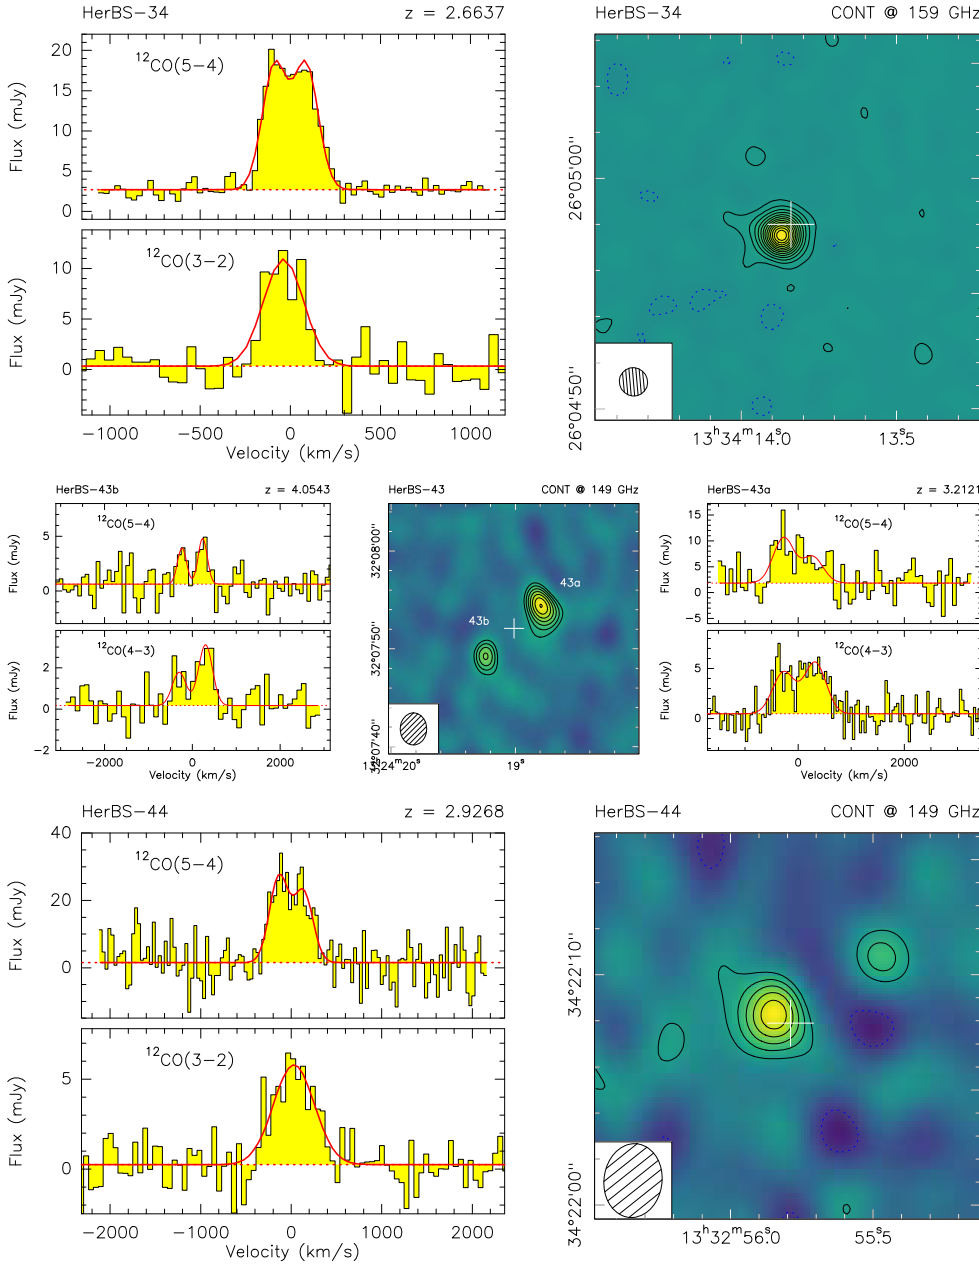 HerBS-34 z = 2.6637
¹²CO(5-4)
20
15
10
5
0
Flux (mJy)
¹²CO(3-2)
10
5
0
Flux (mJy)
-1000 -500 0 500 1000
Velocity (km/s)
HerBS-34 CONT @ 159 GHz
26°05'00''
26°04'50''
13ʰ34ᵐ14ˢ.0 13ˢ.5
HerBS-43b z = 4.0543
¹²CO(5-4)
5
0
Flux (mJy)
¹²CO(4-3)
2
0
-2
Flux (mJy)
-2000 0 2000
Velocity (km/s)
HerBS-43 CONT @ 149 GHz
43a
43b
32°08'00''
32°07'50''
32°07'40''
13ʰ24ᵐ20ˢ 19ˢ
HerBS-43a z = 3.2121
¹²CO(5-4)
15
10
5
0
-5
Flux (mJy)
¹²CO(4-3)
5
0
Flux (mJy)
0 2000
Velocity (km/s)
HerBS-44 z = 2.9268
¹²CO(5-4)
40
20
0
Flux (mJy)
¹²CO(3-2)
5
0
Flux (mJy)
-2000 -1000 0 1000 2000
Velocity (km/s)
HerBS-44 CONT @ 149 GHz
34°22'10''
34°22'00''
13ʰ32ᵐ56ˢ.0 55ˢ.5